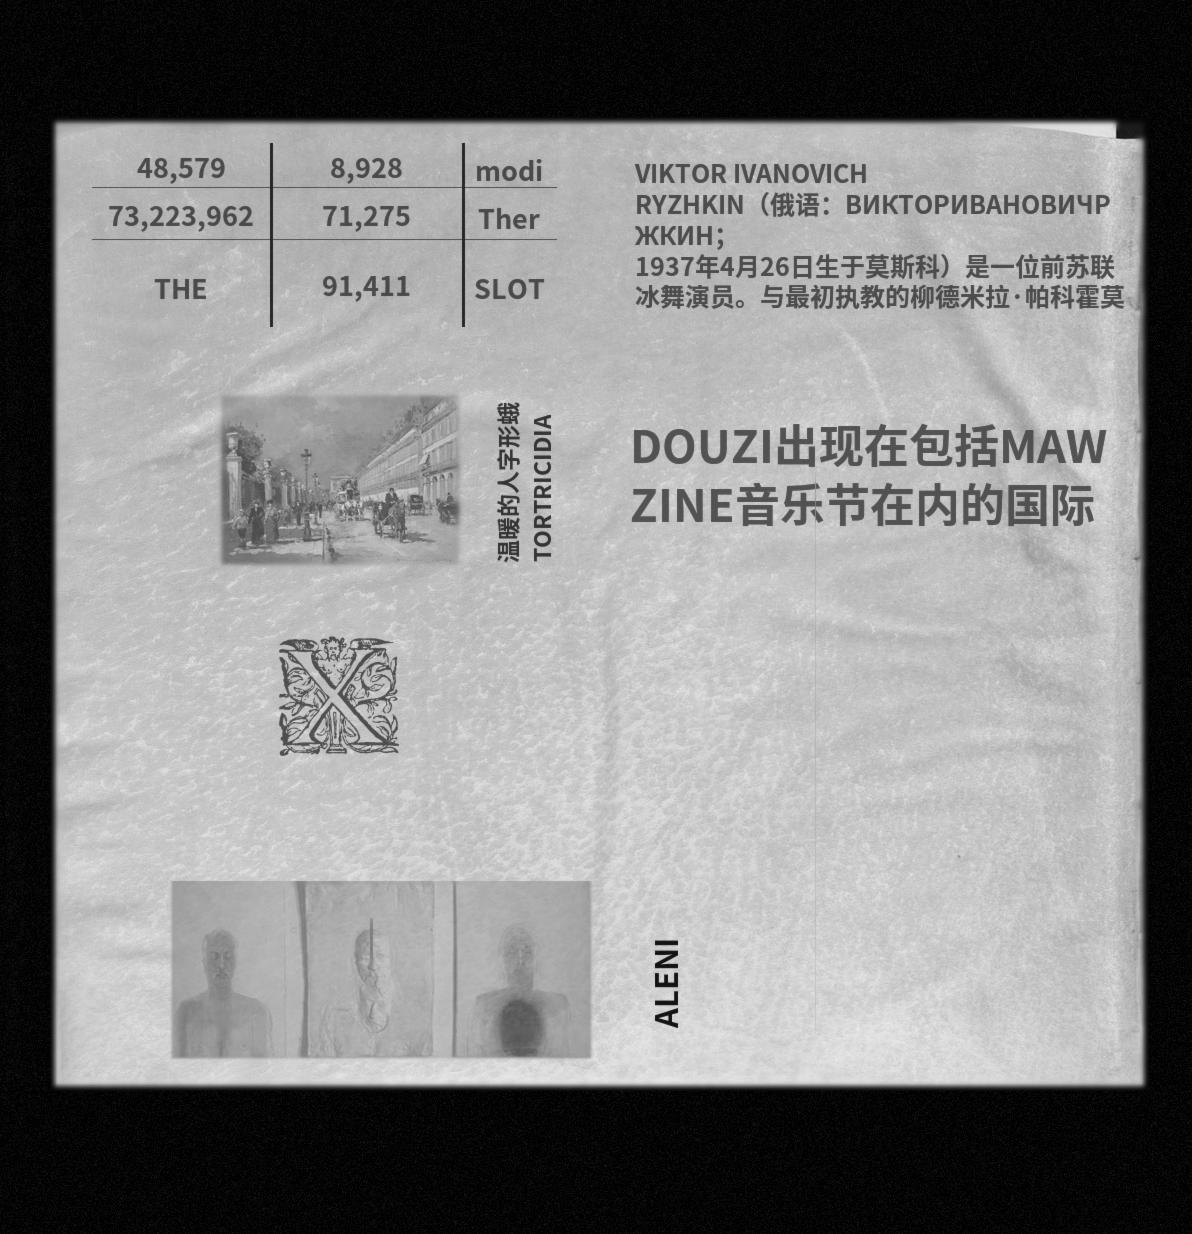 48,579 8,928 modi
73,223,962 71,275 Ther
THE 91,411 SLOT
VIKTOR IVANOVICH
RYZHKIN（俄语：ВИКТОРИВАНОВИЧР
ЖКИН；
1937年4月26日生于莫斯科）是一位前苏联
冰舞演员。与最初执教的柳德米拉·帕科霍莫
温暖的人字形蛾
TORTRICIDIA
DOUZI出现在包括MAW
ZINE音乐节在内的国际
X
ALENI